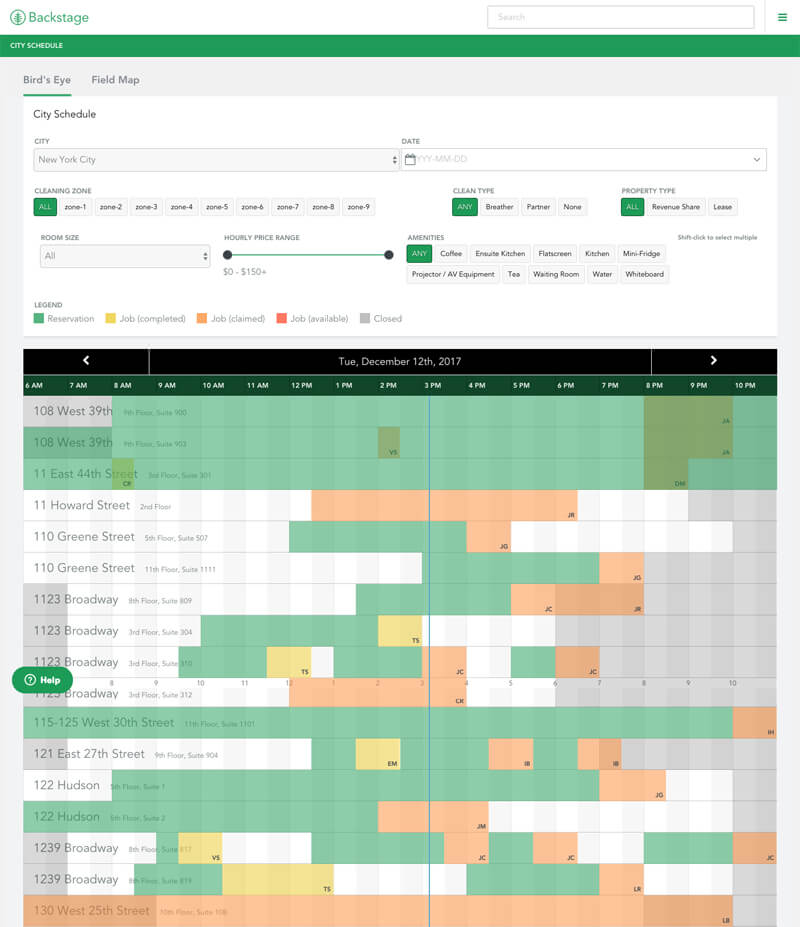 Backstage
Search
CITY SCHEDULE
Bird's Eye Field Map
City Schedule
CITY DATE
New York City YYY-MM-DD
CLEANING ZONE CLEAN TYPE PROPERTY TYPE
ALL zone-1 zone-2 zone-3 zone-4 zone-5 zone-6 zone-7 zone-8 zone-9 ANY Breather Partner None ALL Revenue Share Lease
ROOM SIZE HOURLY PRICE RANGE AMENITIES Shift-click to select multiple
All ANY Coffee Ensuite Kitchen Flatscreen Kitchen Mini-Fridge
$0 - $150+ Projector / AV Equipment Tea Waiting Room Water Whiteboard
LEGEND
Reservation Job (completed) Job (claimed) Job (available) Closed
Tue, December 12th, 2017
6 AM 7 AM 8 AM 9 AM 10 AM 11 AM 12 PM 1 PM 2 PM 3 PM 4 PM 5 PM 6 PM 7 PM 8 PM 9 PM 10 PM
108 West 39th 9th Floor, Suite 900 JA
108 West 39th 9th Floor, Suite 903 VS JA
11 East 44th Street 3rd Floor, Suite 301 CR DM
11 Howard Street 2nd Floor JR
110 Greene Street 5th Floor, Suite 507 JG
110 Greene Street 11th Floor, Suite 1111 JG
1123 Broadway 8th Floor, Suite 809 JC JR
1123 Broadway 3rd Floor, Suite 304 TS
1123 Broadway 3rd Floor, Suite 310 TS JC JC
Help 8 9 10 11 12 1 2 3 4 5 6 7 8 9 10
1123 Broadway 3rd Floor, Suite 312 CK
115-125 West 30th Street 11th Floor, Suite 1101 IH
121 East 27th Street 9th Floor, Suite 904 EM IB IB
122 Hudson 5th Floor, Suite 1 JG
122 Hudson 5th Floor, Suite 2 JM
1239 Broadway 8th Floor, Suite 817 VS JC JC JC
1239 Broadway 8th Floor, Suite 819 TS LR
130 West 25th Street 10th Floor, Suite 10B LB